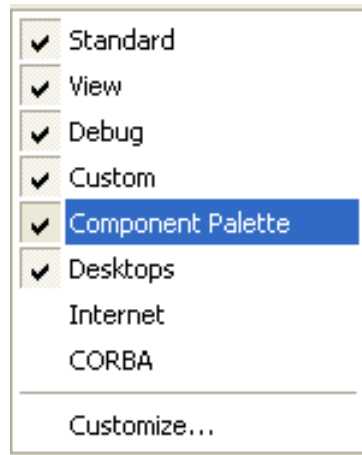 Standard
View
Debug
Custom
Component Palette
Desktops
Internet
CORBA
Customize...